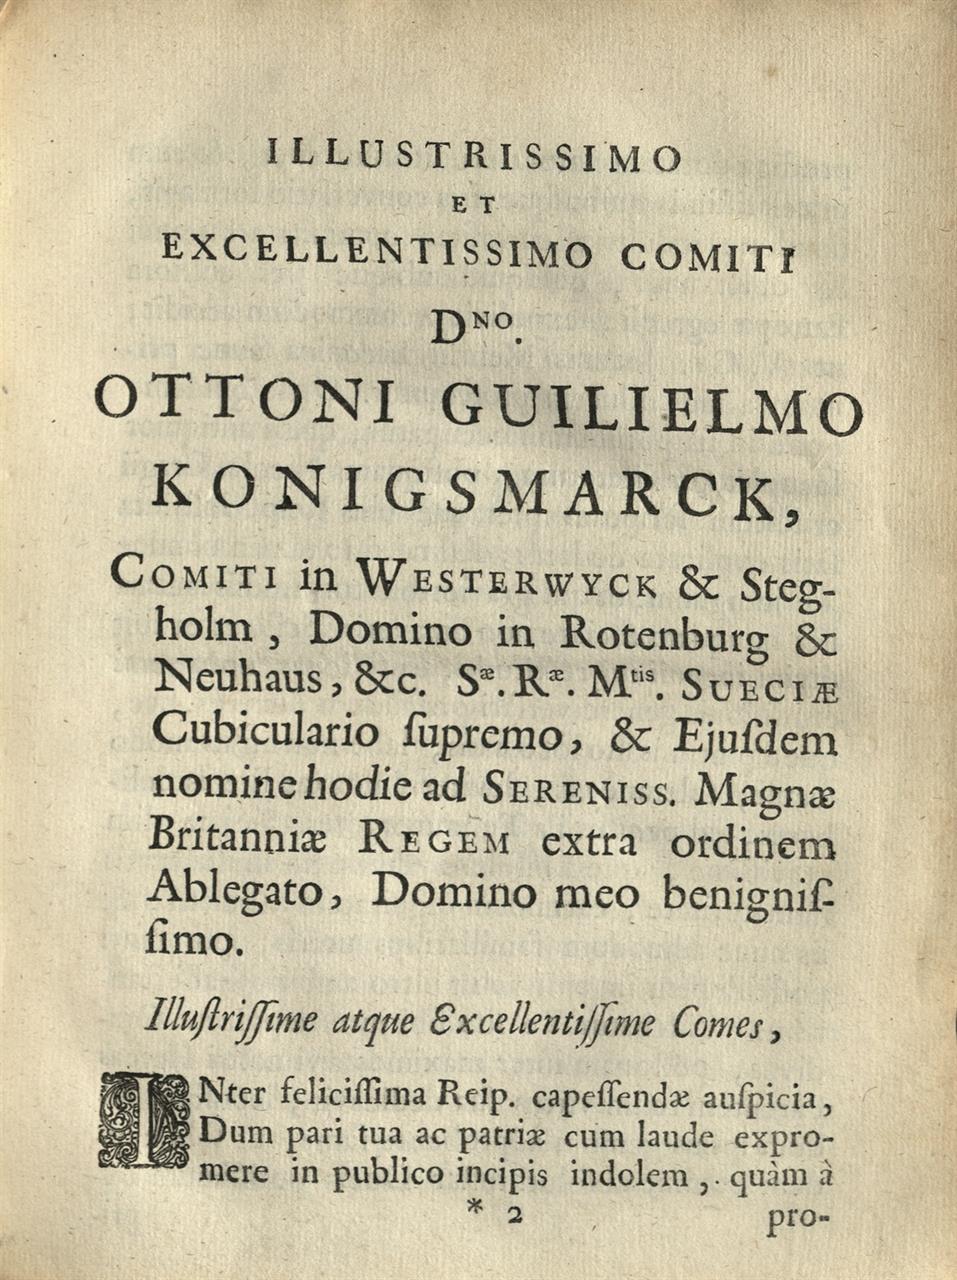 ILLUSTRISSIMO
ET
EXCELLENTISSIMO COMITI
DNO.
OTTONI GUILIELMO
KONIGSMARCK,
COMITI in WESTERWYCK & Steg-
holm, Domino in Rotenburg &
Neuhaus, &c. Sæ. Ræ. Mtis. SUECIÆ
Cubiculario ſupremo, & Ejuſdem
nomine hodie ad SERENISS. Magnæ
Britanniæ REGEM extra ordinem
Ablegato, Domino meo benigniſ-
ſimo.
Illuſtriſſime atque Excellentiſſime Comes,
INter feliciſſima Reip. capeſſendæ auſpicia,
Dum pari tua ac patriæ cum laude expro-
mere in publico incipis indolem, quàm à
* 2 pro-